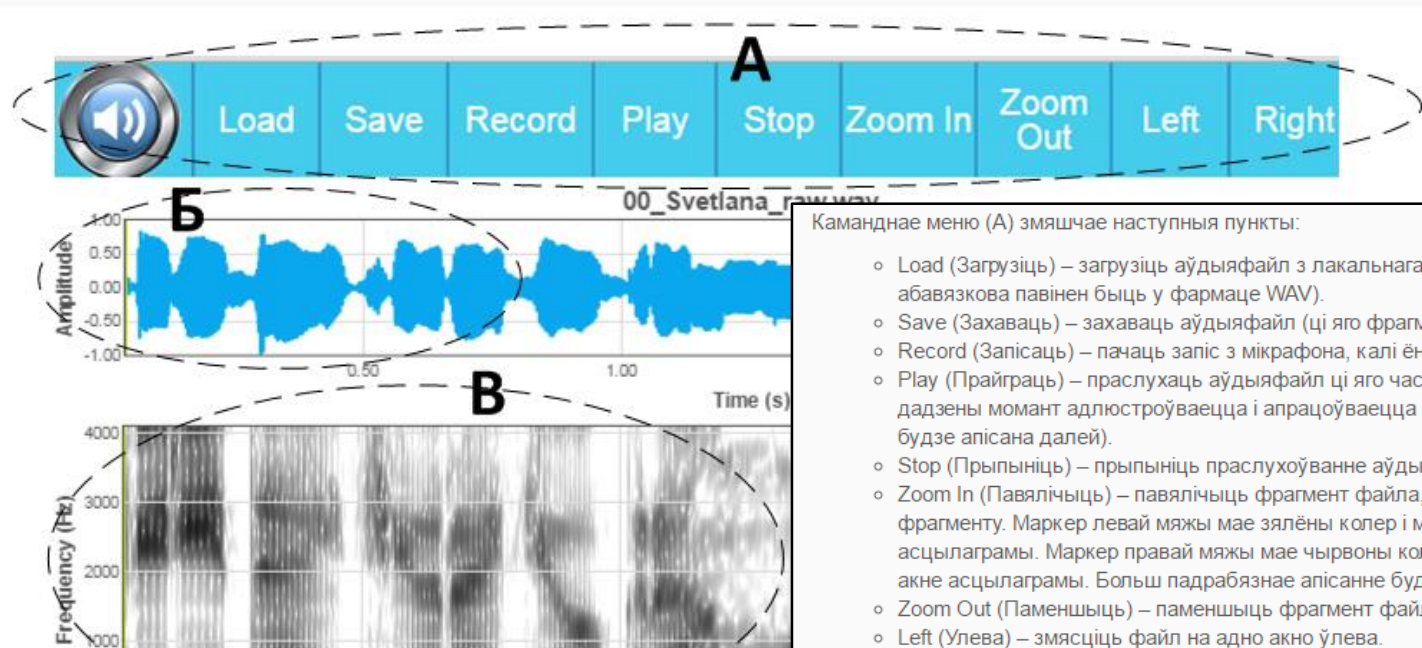 А
Load Save Record Play Stop Zoom In Zoom Out Left Right
Б
00_Svetlana_raw.wav
1.00
0.50
0.00
-0.50
-1.00
Amplitude
0.50 1.00
Time (s)
В
4000
3000
2000
Frequency (Hz)
Каманднае меню (А) змяшчае наступныя пункты:
Load (Загрузіць) – загрузіць аўдыяфайл з лакальнага
абавязкова павінен быць у фармаце WAV).
Save (Захаваць) – захаваць аўдыяфайл (ці яго
Record (Запісаць) – пачаць запіс з мікрафона, калі ён
Play (Прайграць) – праслухаць аўдыяфайл ці яго
дадзены момант адлюстроўваецца і апрацоўваецца
будзе апісана далей).
Stop (Прыпыніць) – прыпыніць праслухоўванне
Zoom In (Павялічыць) – павялічыць фрагмент файла,
фрагменту. Маркер левай мяжы мае зялёны колер і
асцылаграмы. Маркер правай мяжы мае чырвоны
акне асцылаграмы. Больш падрабязнае апісанне
Zoom Out (Паменшыць) – паменшыць фрагмент
Left (Улева) – змясціць файл на адно акно ўлева.